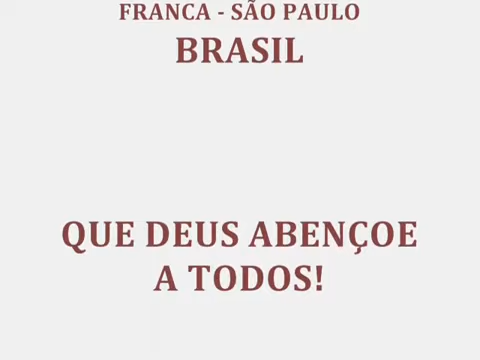 FRANCA - SÃO PAULO
BRASIL
QUE DEUS ABENÇOE
A TODOS!